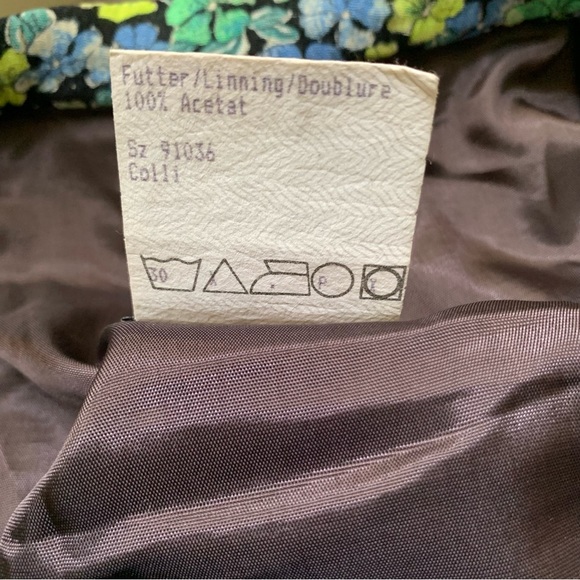 Futter/Linning/Doublure
100% Acetat
Sz 91036
Colli
30 P